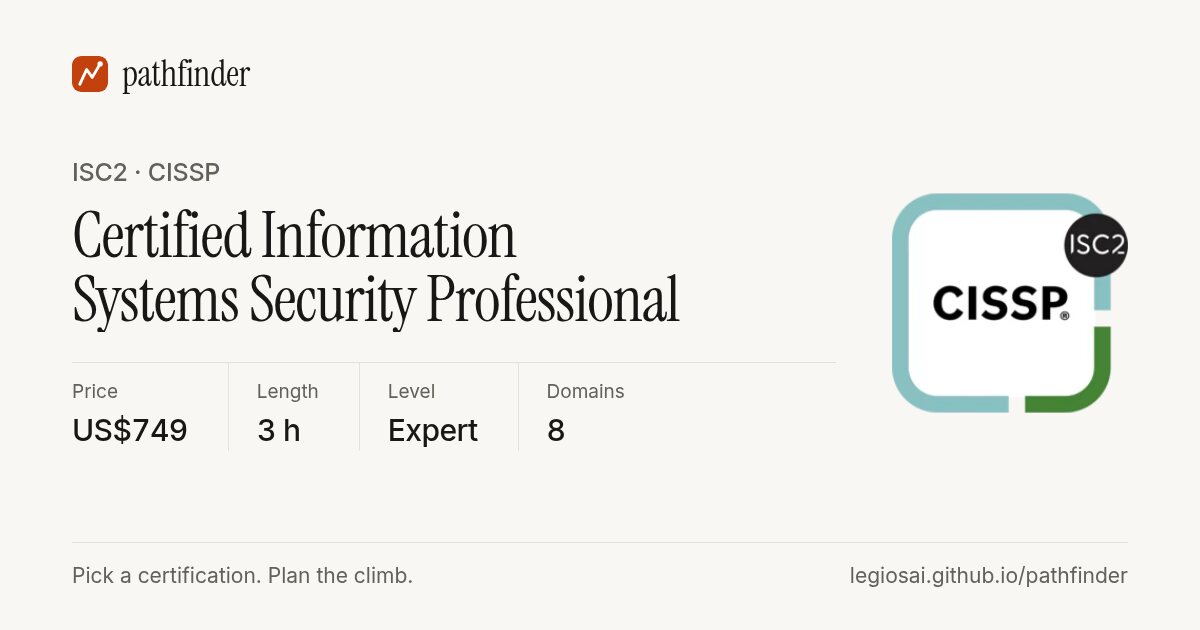 pathfinder
ISC2 · CISSP
Certified Information
Systems Security Professional
Price
US$749
Length
3 h
Level
Expert
Domains
8
ISC2
CISSP®
Pick a certification. Plan the climb.
legiosai.github.io/pathfinder